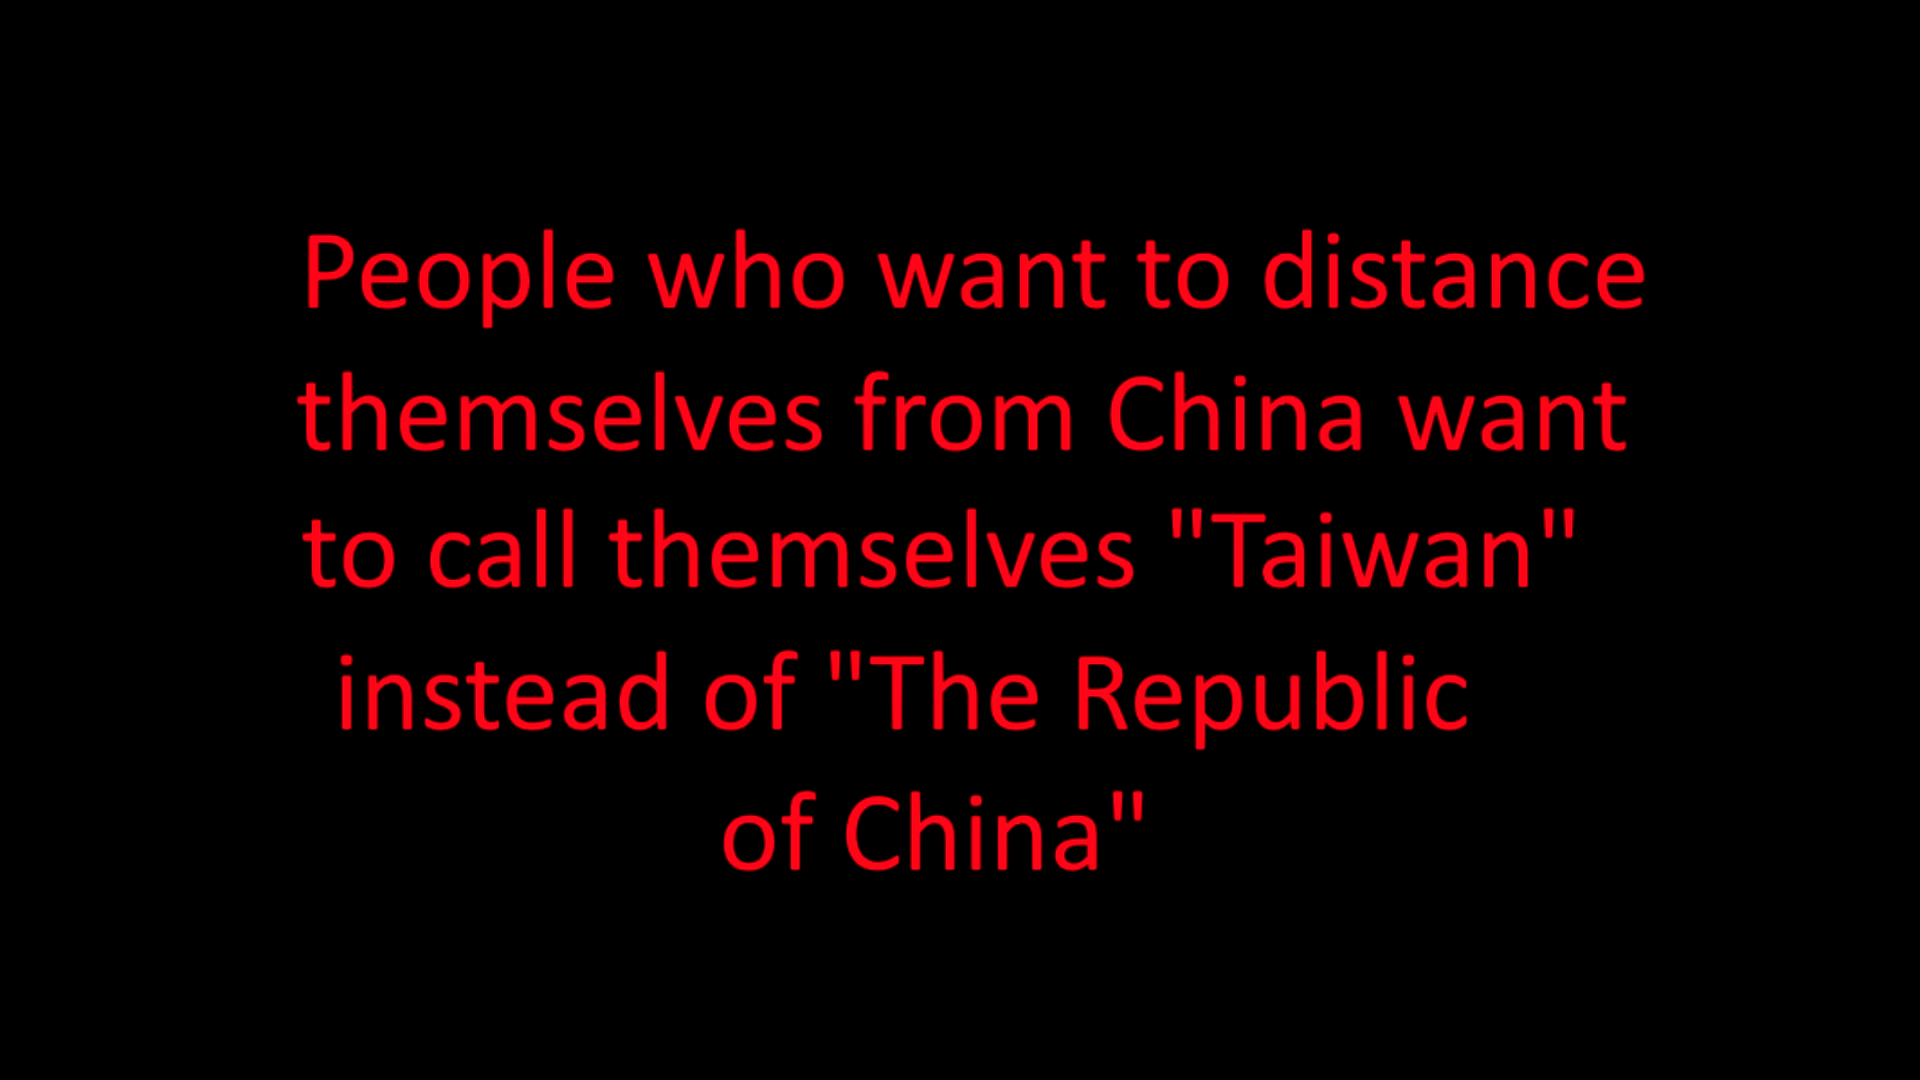 People who want to distance
themselves from China want
to call themselves "Taiwan"
instead of "The Republic
of China"